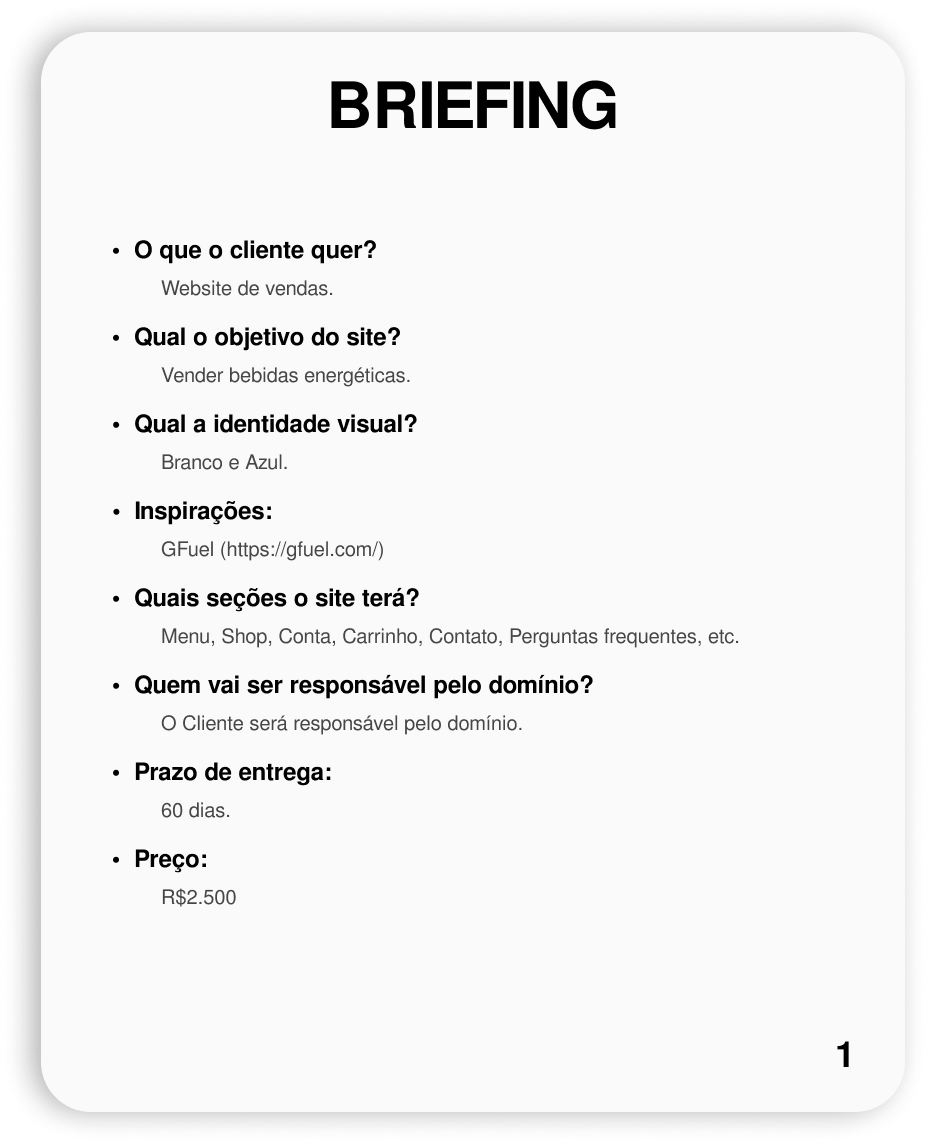 BRIEFING
• O que o cliente quer?
Website de vendas.
• Qual o objetivo do site?
Vender bebidas energéticas.
• Qual a identidade visual?
Branco e Azul.
• Inspirações:
GFuel (https://gfuel.com/)
• Quais seções o site terá?
Menu, Shop, Conta, Carrinho, Contato, Perguntas frequentes, etc.
• Quem vai ser responsável pelo domínio?
O Cliente será responsável pelo domínio.
• Prazo de entrega:
60 dias.
• Preço:
R$2.500
1